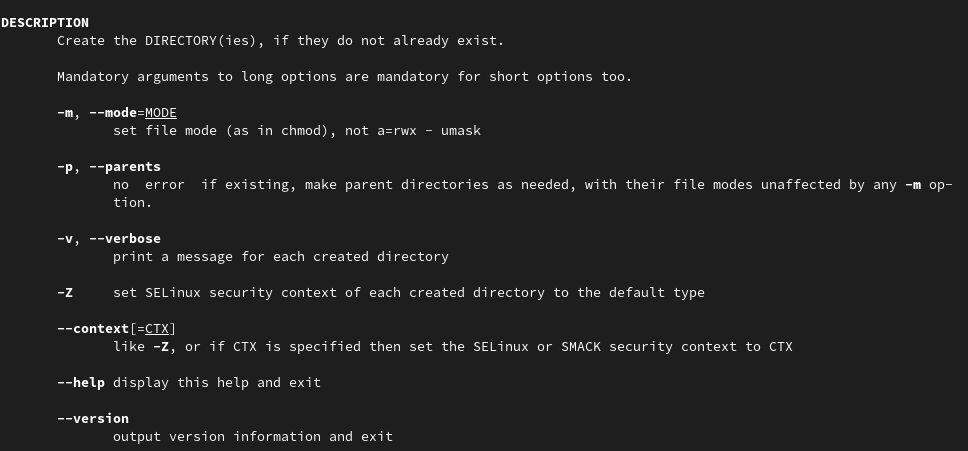 DESCRIPTION
Create the DIRECTORY(ies), if they do not already exist.
Mandatory arguments to long options are mandatory for short options too.
-m, --mode=MODE
set file mode (as in chmod), not a=rwx - umask
-p, --parents
no  error  if existing, make parent directories as needed, with their file modes unaffected by any -m op-
tion.
-v, --verbose
print a message for each created directory
-Z     set SELinux security context of each created directory to the default type
--context[=CTX]
like -Z, or if CTX is specified then set the SELinux or SMACK security context to CTX
--help display this help and exit
--version
output version information and exit